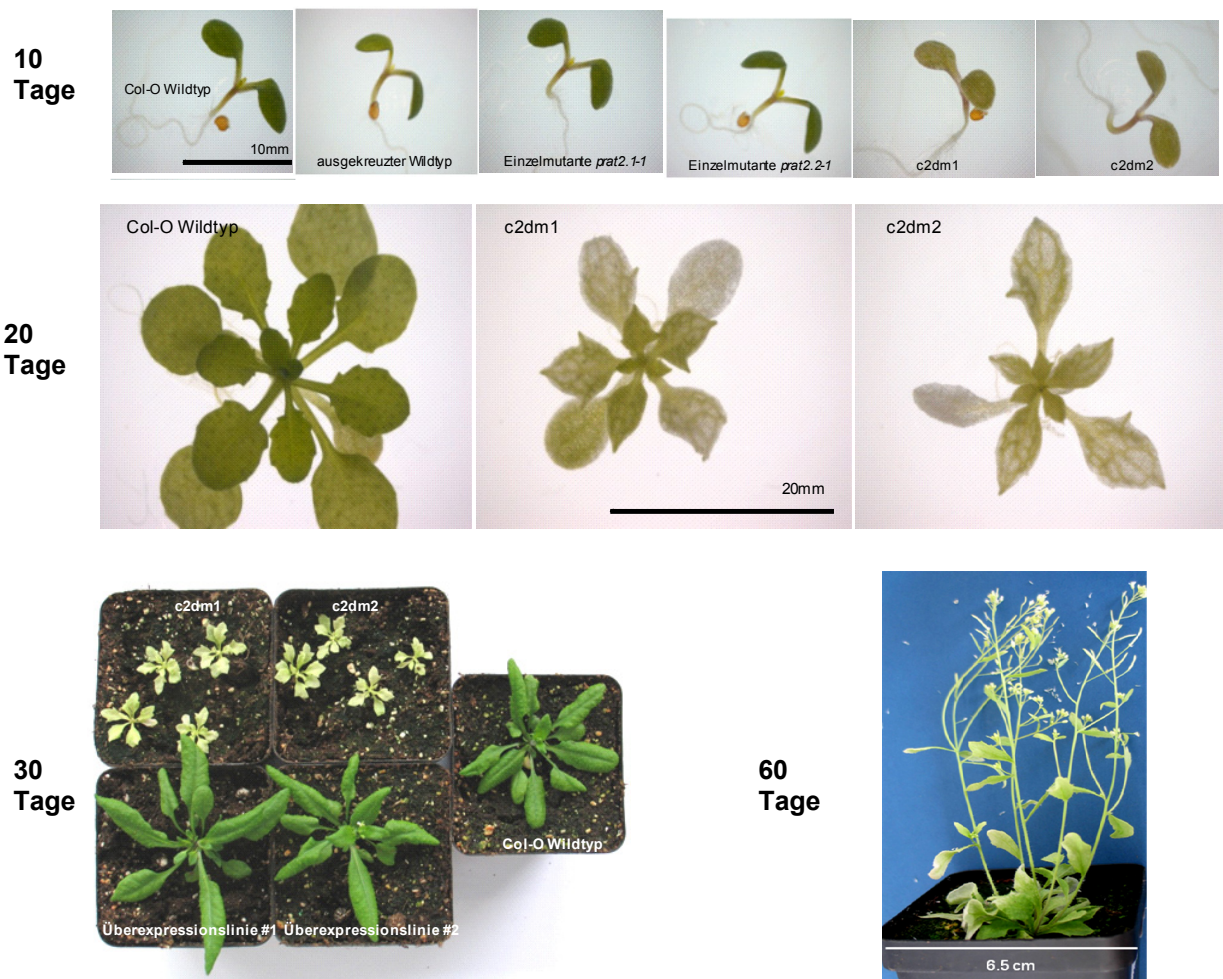 10
Tage
Col-O Wildtyp
10mm
ausgekreuzter Wildtyp
Einzelmutante prat2.1-1
Einzelmutante prat2.2-1
c2dm1
c2dm2
20
Tage
Col-O Wildtyp
c2dm1
c2dm2
20mm
30
Tage
c2dm1
c2dm2
Col-O Wildtyp
Überexpressionslinie #1
Überexpressionslinie #2
60
Tage
6.5 cm